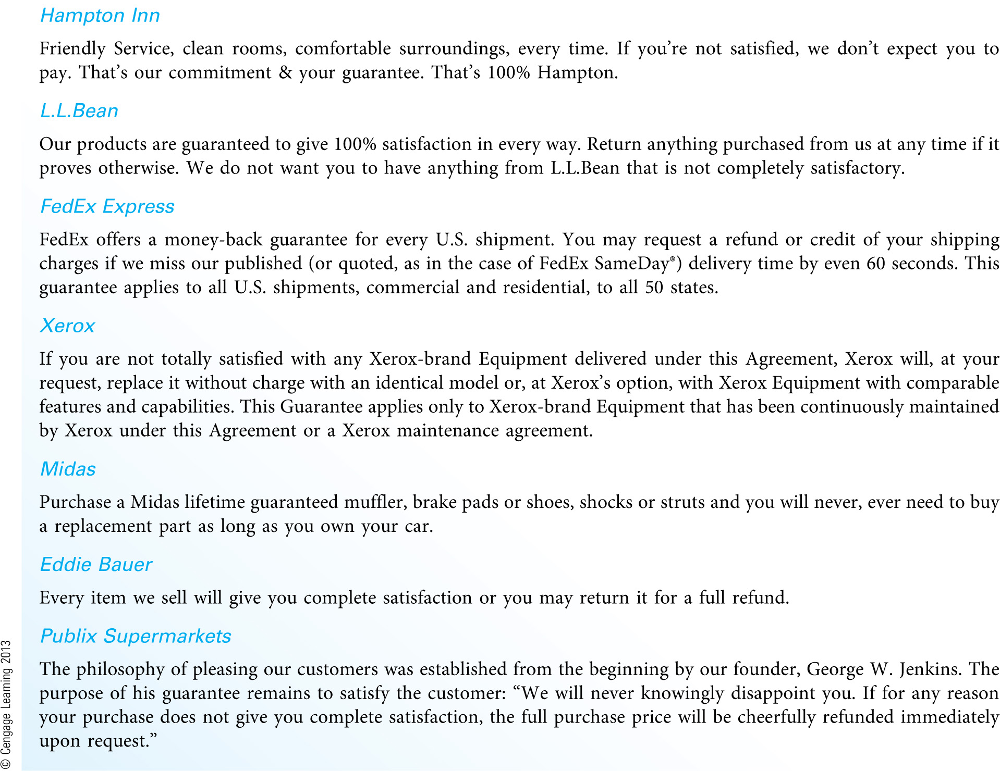 Hampton Inn
Friendly Service, clean rooms, comfortable surroundings, every time. If you’re not satisfied, we don’t expect you to
pay. That’s our commitment & your guarantee. That’s 100% Hampton.
L.L.Bean
Our products are guaranteed to give 100% satisfaction in every way. Return anything purchased from us at any time if it
proves otherwise. We do not want you to have anything from L.L.Bean that is not completely satisfactory.
FedEx Express
FedEx offers a money-back guarantee for every U.S. shipment. You may request a refund or credit of your shipping
charges if we miss our published (or quoted, as in the case of FedEx SameDay®) delivery time by even 60 seconds. This
guarantee applies to all U.S. shipments, commercial and residential, to all 50 states.
Xerox
If you are not totally satisfied with any Xerox-brand Equipment delivered under this Agreement, Xerox will, at your
request, replace it without charge with an identical model or, at Xerox’s option, with Xerox Equipment with comparable
features and capabilities. This Guarantee applies only to Xerox-brand Equipment that has been continuously maintained
by Xerox under this Agreement or a Xerox maintenance agreement.
Midas
Purchase a Midas lifetime guaranteed muffler, brake pads or shoes, shocks or struts and you will never, ever need to buy
a replacement part as long as you own your car.
Eddie Bauer
Every item we sell will give you complete satisfaction or you may return it for a full refund.
Publix Supermarkets
The philosophy of pleasing our customers was established from the beginning by our founder, George W. Jenkins. The
purpose of his guarantee remains to satisfy the customer: “We will never knowingly disappoint you. If for any reason
your purchase does not give you complete satisfaction, the full purchase price will be cheerfully refunded immediately
upon request.”
© Cengage Learning 2013